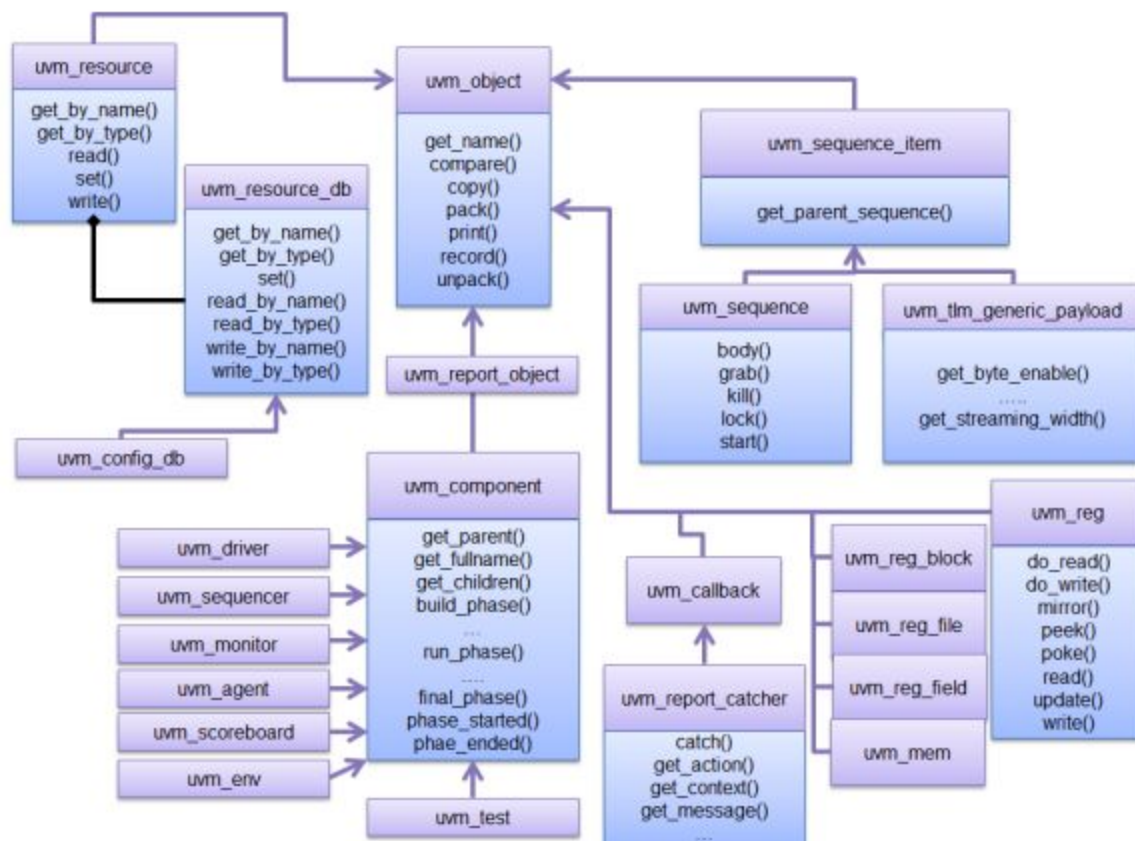 uvm_resource
get_by_name()
get_by_type()
read()
set()
write()
uvm_resource_db
get_by_name()
get_by_type()
set()
read_by_name()
read_by_type()
write_by_name()
write_by_type()
uvm_config_db
uvm_object
get_name()
compare()
copy()
pack()
print()
record()
unpack()
uvm_report_object
uvm_sequence_item
get_parent_sequence()
uvm_sequence
body()
grab()
kill()
lock()
start()
uvm_tlm_generic_payload
get_byte_enable()
.....
get_streaming_width()
uvm_component
get_parent()
get_fullname()
get_children()
build_phase()
...
run_phase()
....
final_phase()
phase_started()
phae_ended()
uvm_driver
uvm_sequencer
uvm_monitor
uvm_agent
uvm_scoreboard
uvm_env
uvm_test
uvm_callback
uvm_report_catcher
catch()
get_action()
get_context()
get_message()
...
uvm_reg_block
uvm_reg_file
uvm_reg_field
uvm_mem
uvm_reg
do_read()
do_write()
mirror()
peek()
poke()
read()
update()
write()